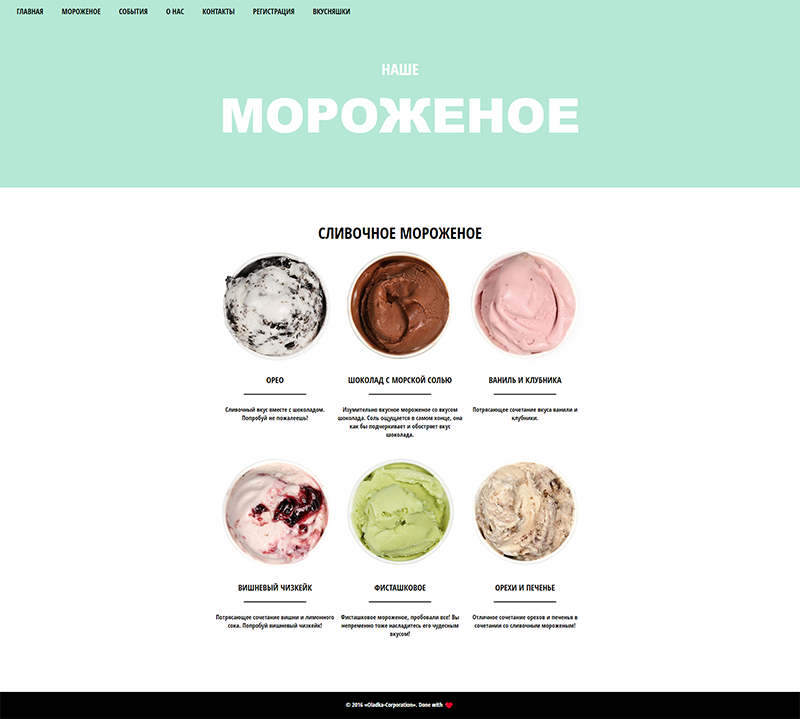 ГЛАВНАЯ МОРОЖЕНОЕ СОБЫТИЯ О НАС КОНТАКТЫ РЕГИСТРАЦИЯ ВКУСНЯШКИ
НАШЕ
МОРОЖЕНОЕ
СЛИВОЧНОЕ МОРОЖЕНОЕ
ОРЕО
Сливочный вкус вместе с шоколадом.
Попробуй не пожалеешь!
ШОКОЛАД С МОРСКОЙ СОЛЬЮ
Изумительно вкусное мороженое со вкусом
шоколада. Соль ощущается в самом конце, она
как бы подчеркивает и обостряет вкус
шоколада.
ВАНИЛЬ И КЛУБНИКА
Потрясающее сочетание вкуса ванили и
клубники.
ВИШНЕВЫЙ ЧИЗКЕЙК
Потрясающее сочетание вишни и лимонного
сока. Попробуй вишневый чизкейк!
ФИСТАШКОВОЕ
Фисташковое мороженое, пробовали все! Вы
непременно тоже насладитесь его чудесным
вкусом!
ОРЕХИ И ПЕЧЕНЬЕ
Отличное сочетание орехов и печенья в
сочетании со сливочным мороженым!
© 2016 «Oladka-Corporation». Done with